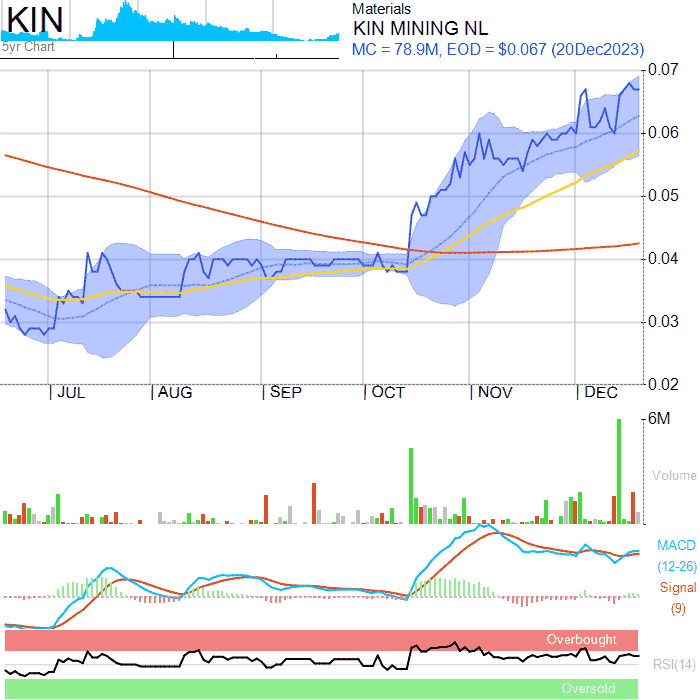 KIN
5yr Chart
Materials
KIN MINING NL
MC = 78.9M, EOD = $0.067 (20Dec2023)
0.07
0.06
0.05
0.04
0.03
0.02
JUL
AUG
SEP
OCT
NOV
DEC
6M
Volume
MACD
(12-26)
Signal
(9)
Overbought
RSI(14)
Oversold